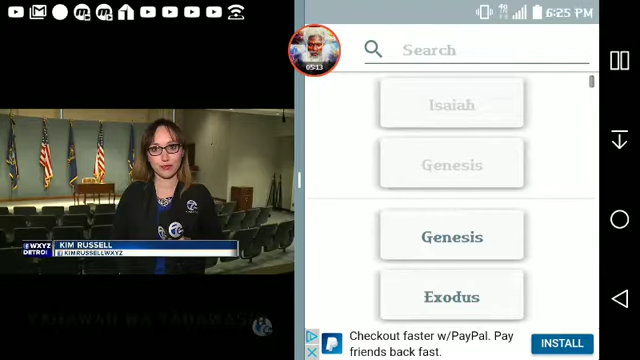 6:25 PM
05:13
Search
Isaiah
Genesis
Genesis
Exodus
WXYZ
DETROIT
KIM RUSSELL
KIMRUSSELLWXYZ
Checkout faster w/PayPal. Pay
friends back fast.
INSTALL